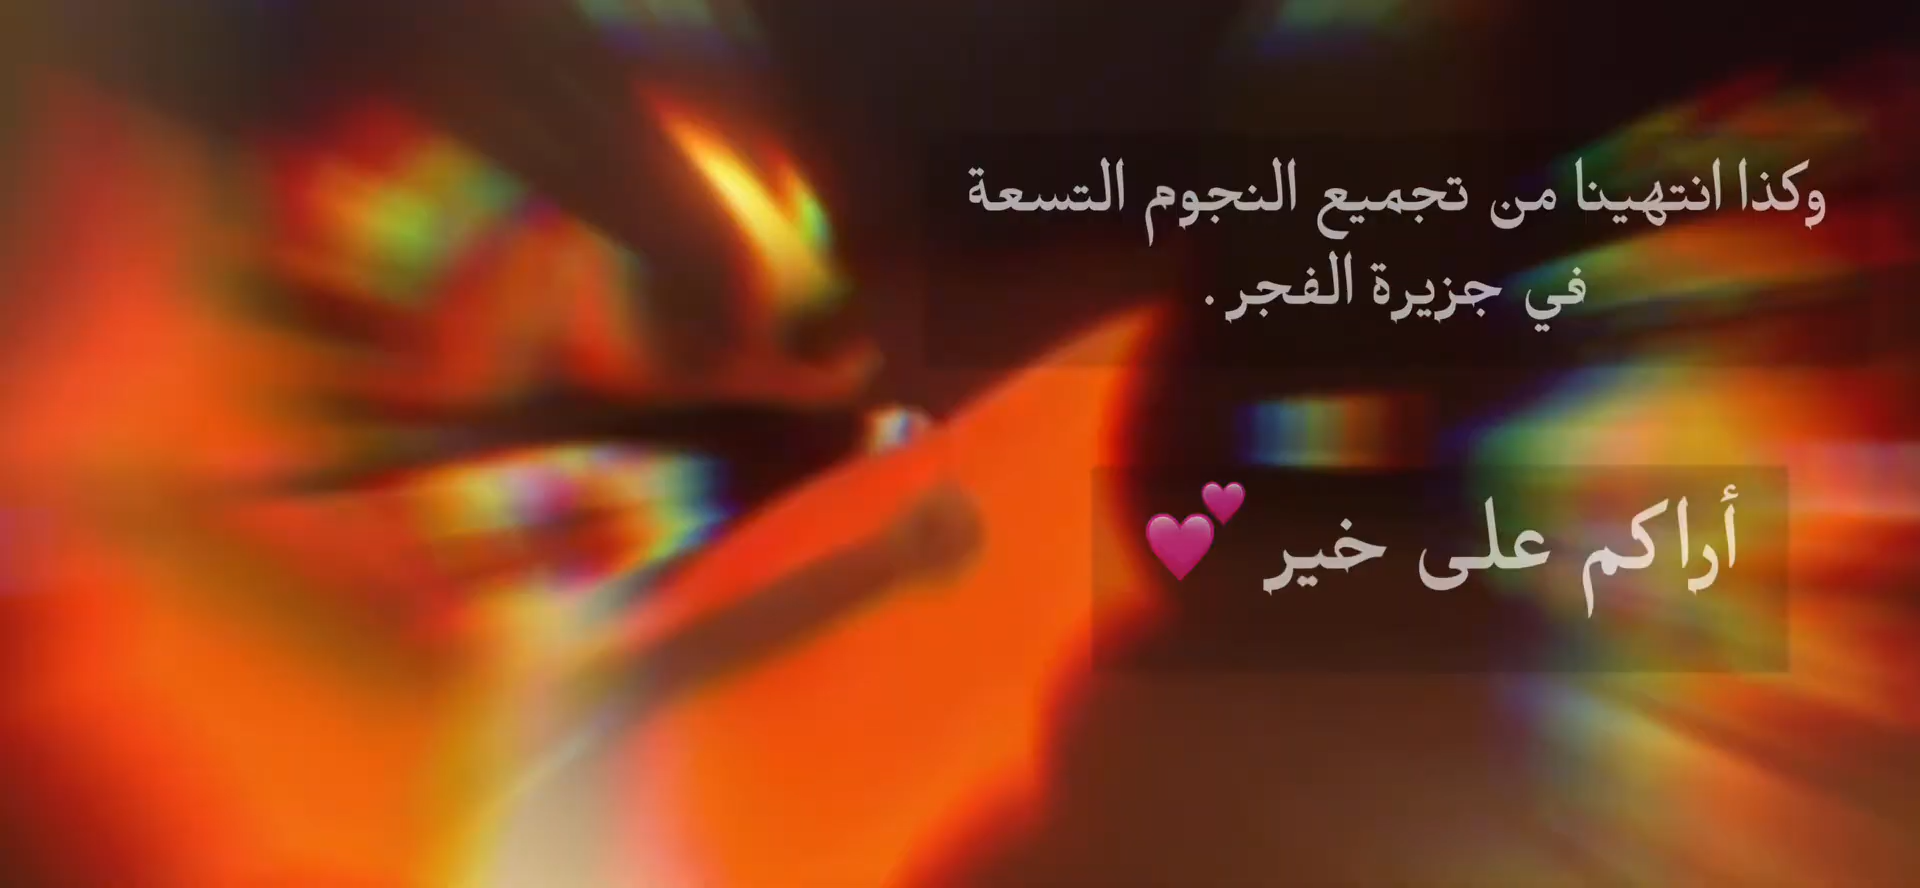 وكذا انتهينا من تجميع النجوم التسعة
في جزيرة الفجر .
أراكم على خير 💕